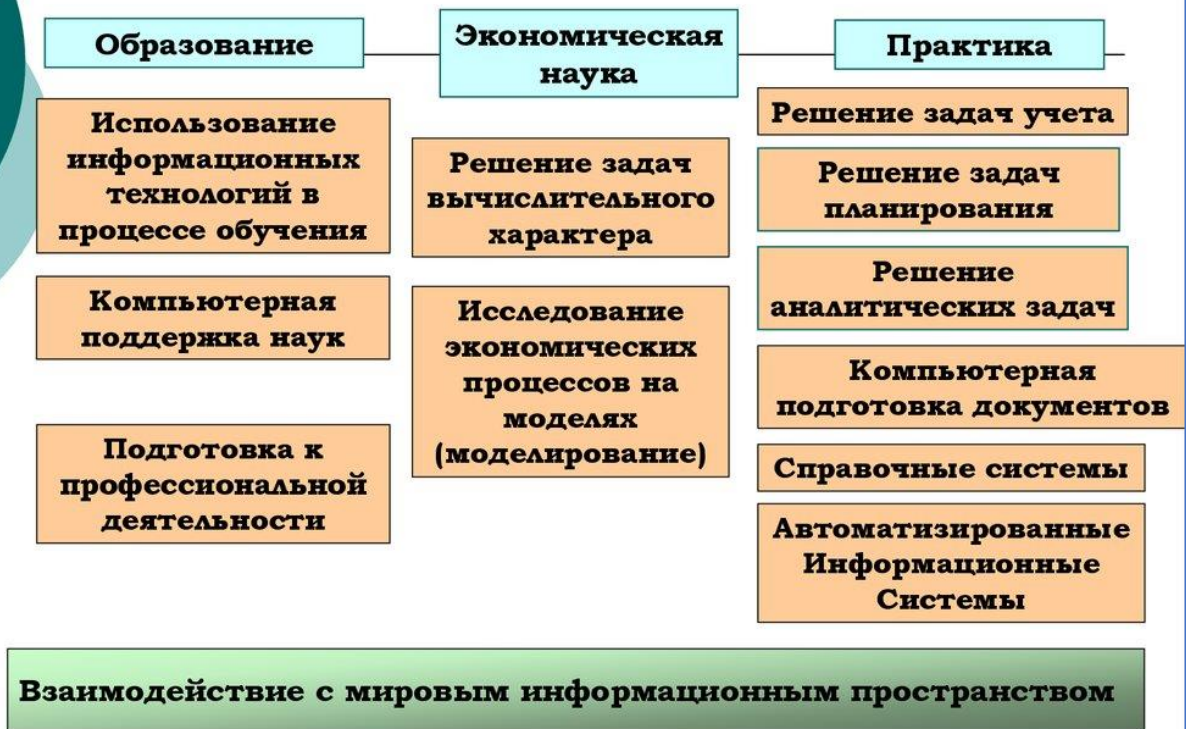 Образование
Экономическая
наука
Практика
Использование
информационных
технологий в
процессе обучения
Компьютерная
поддержка наук
Подготовка к
профессиональной
деятельности
Решение задач
вычислительного
характера
Исследование
экономических
процессов на
моделях
(моделирование)
Решение задач учета
Решение задач
планирования
Решение
аналитических задач
Компьютерная
подготовка документов
Справочные системы
Автоматизированные
Информационные
Системы
Взаимодействие с мировым информационным пространством